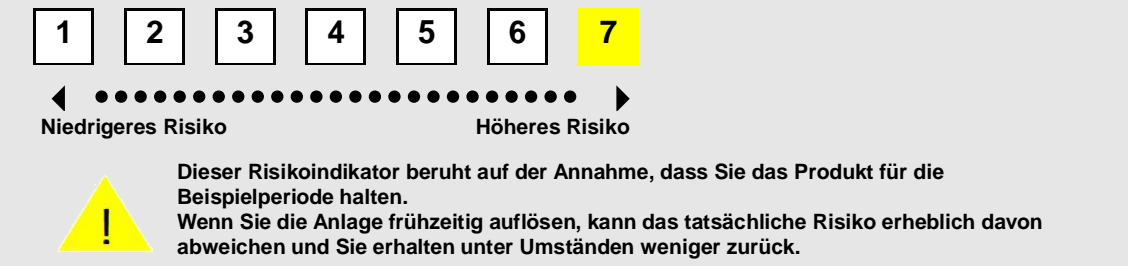 1 2 3 4 5 6 7
Niedrigeres Risiko Höheres Risiko
Dieser Risikoindikator beruht auf der Annahme, dass Sie das Produkt für die
Beispielperiode halten.
Wenn Sie die Anlage frühzeitig auflösen, kann das tatsächliche Risiko erheblich davon
abweichen und Sie erhalten unter Umständen weniger zurück.
!